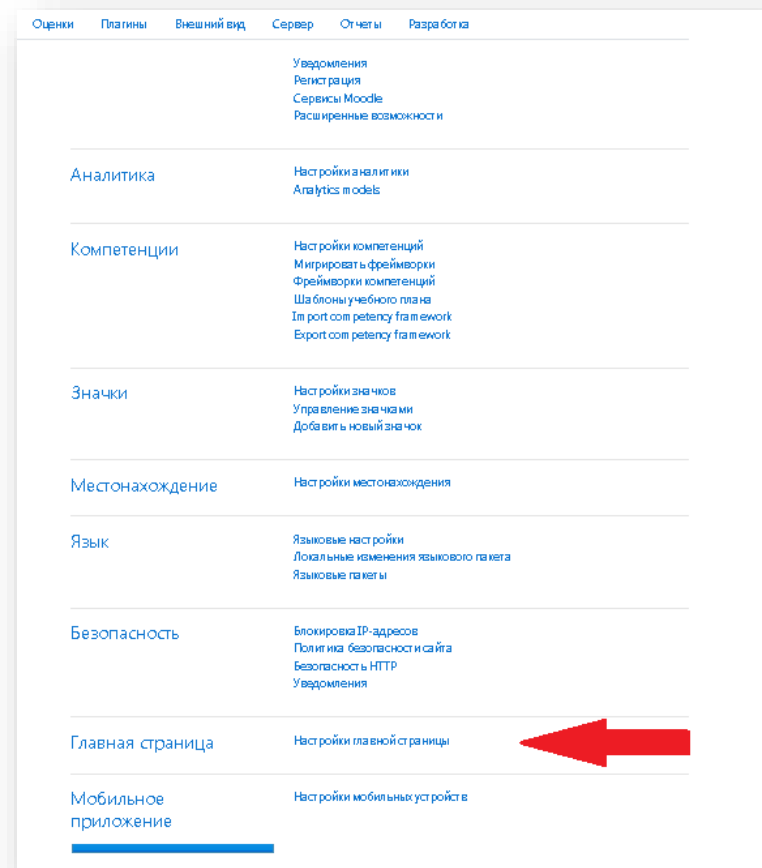 Оценки Плагины Внешний вид Сервер Отчеты Разработка
Уведомления
Регистрация
Сервисы Moodle
Расширенные возможности
Аналитика
Настройки аналитики
Analytics models
Компетенции
Настройки компетенций
Мигрировать фреймворки
Фреймворки компетенций
Шаблоны учебного плана
Import competency framework
Export competency framework
Значки
Настройки значков
Управление значками
Добавить новый значок
Местонахождение
Настройки местонахождения
Язык
Языковые настройки
Локальные изменения языкового пакета
Языковые пакеты
Безопасность
Блокировка IP-адресов
Политика безопасности сайта
Безопасность HTTP
Уведомления
Главная страница
Настройки главной страницы
Мобильное
приложение
Настройки мобильных устройств